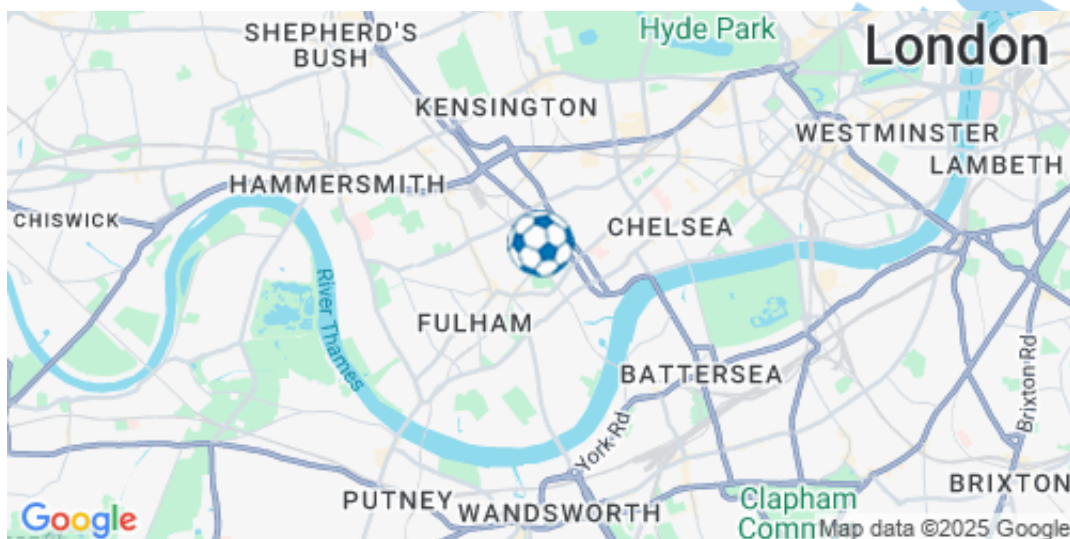 SHEPHERD'S
BUSH
Hyde Park
London
KENSINGTON
WESTMINSTER
LAMBETH
HAMMERSMITH
CHISWICK
CHELSEA
River Thames
FULHAM
BATTERSEA
Brixton Rd
York Rd
PUTNEY
WANDSWORTH
Clapham
Comm
BRIXTON
Google
Map data ©2025 Google